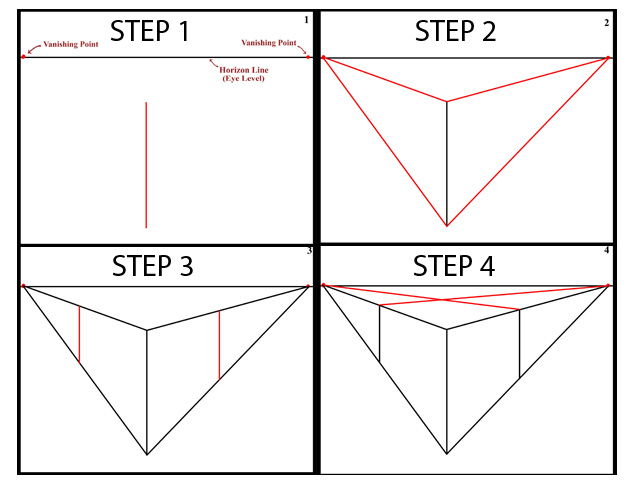 STEP 1
1
Vanishing Point
Vanishing Point
Horizon Line
(Eye Level)
STEP 2
2
STEP 3
3
STEP 4
4